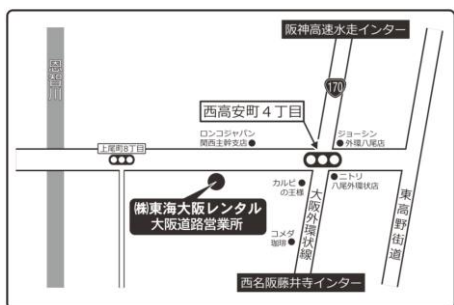 阪神高速水走インター
恩智川
170
西高安町4丁目
ロンコジャパン
関西主幹支店
ジョーシン
外環八尾店
上尾町8丁目
カルビ
の王様
ニトリ
八尾外環状店
㈱東海大阪レンタル
大阪道路営業所
大阪外環状線
東高野街道
コメダ
珈琲
西名阪藤井寺インター